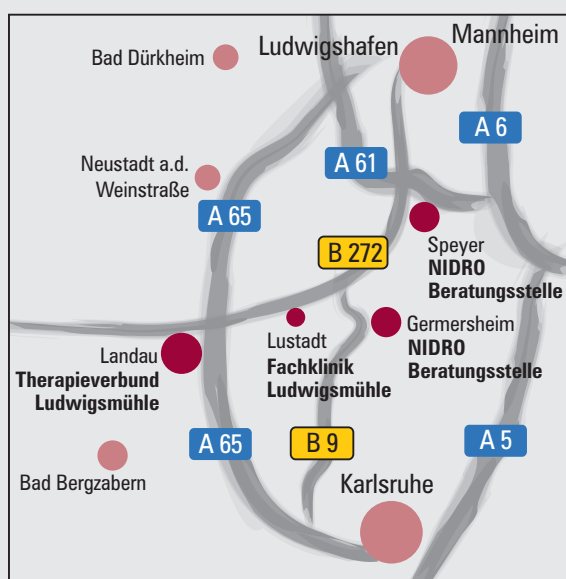 Mannheim
Ludwigshafen
Bad Dürkheim
A 6
A 61
Neustadt a.d.
Weinstraße
A 65
Speyer
NIDRO
Beratungsstelle
B 272
Germersheim
NIDRO
Beratungsstelle
Lustadt
Fachklinik
Ludwigsmühle
Landau
Therapieverbund
Ludwigsmühle
A 65
B 9
A 5
Bad Bergzabern
Karlsruhe